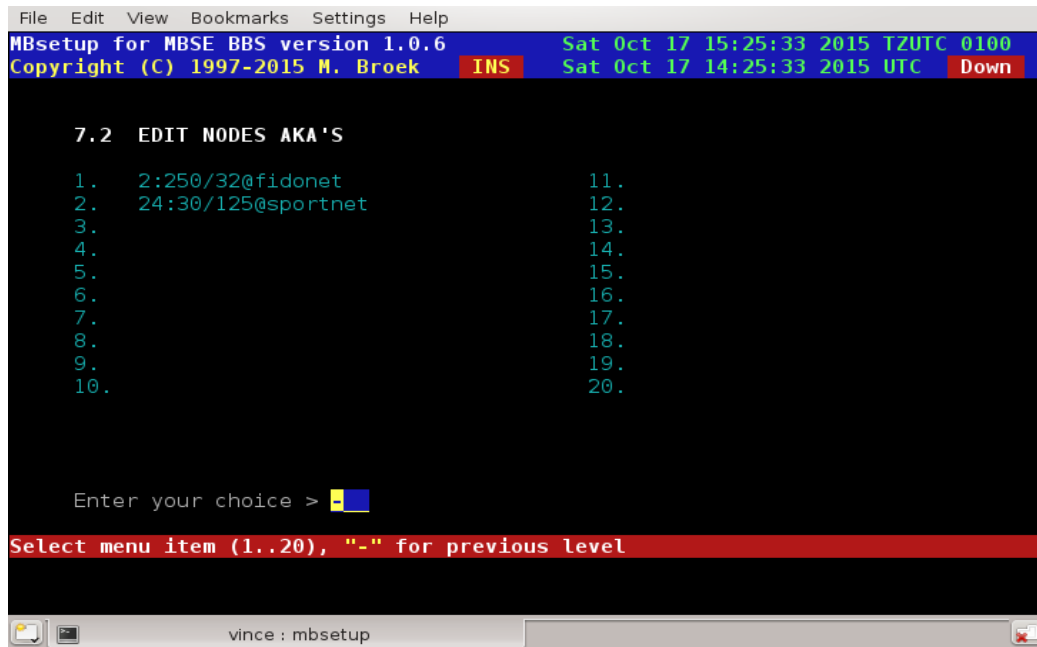 File Edit View Bookmarks Settings Help
MBsetup for MBSE BBS version 1.0.6 Sat Oct 17 15:25:33 2015 TZUTC 0100
Copyright (C) 1997-2015 M. Broek INS Sat Oct 17 14:25:33 2015 UTC Down
7.2 EDIT NODES AKA'S
1. 2:250/32@fidonet 11.
2. 24:30/125@sportnet 12.
3. 13.
4. 14.
5. 15.
6. 16.
7. 17.
8. 18.
9. 19.
10. 20.
Enter your choice > -
Select menu item (1..20), "-" for previous level
vince : mbsetup